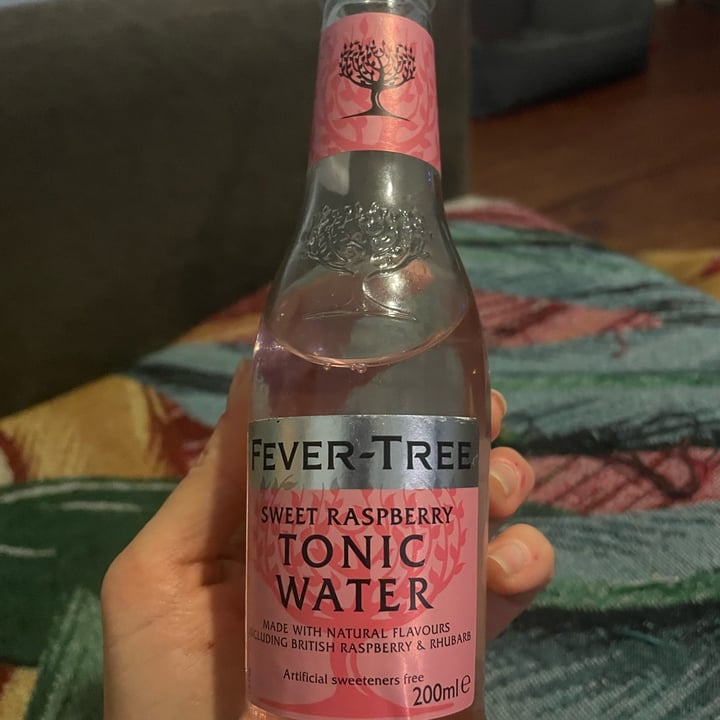 FEVER-TREE
SWEET RASPBERRY
TONIC
WATER
MADE WITH NATURAL FLAVOURS
INCLUDING BRITISH RASPBERRY & RHUBARB
Artificial sweeteners free
200ml e